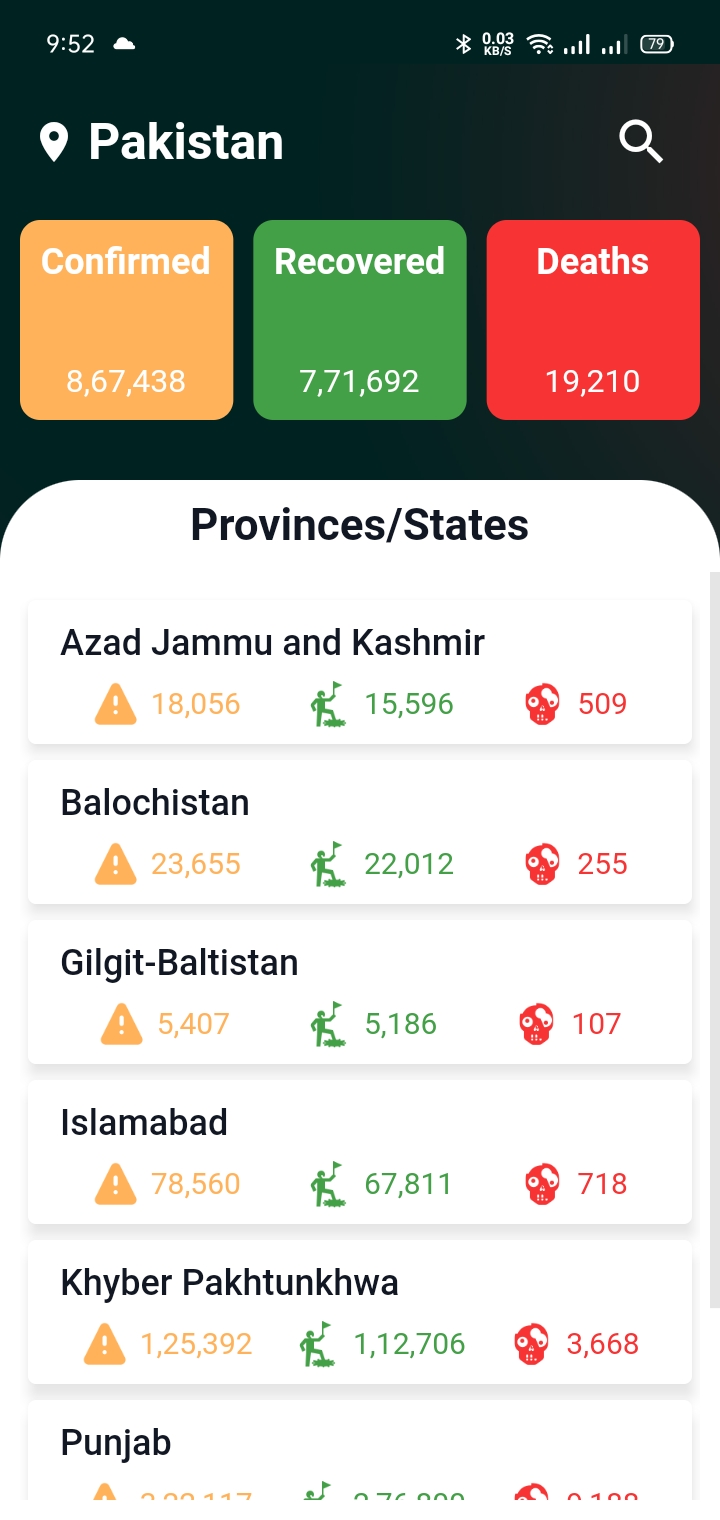 9:52 0.03 KB/S 79
Pakistan
Confirmed Recovered Deaths
8,67,438 7,71,692 19,210
Provinces/States
Azad Jammu and Kashmir
18,056 15,596 509
Balochistan
23,655 22,012 255
Gilgit-Baltistan
5,407 5,186 107
Islamabad
78,560 67,811 718
Khyber Pakhtunkhwa
1,25,392 1,12,706 3,668
Punjab